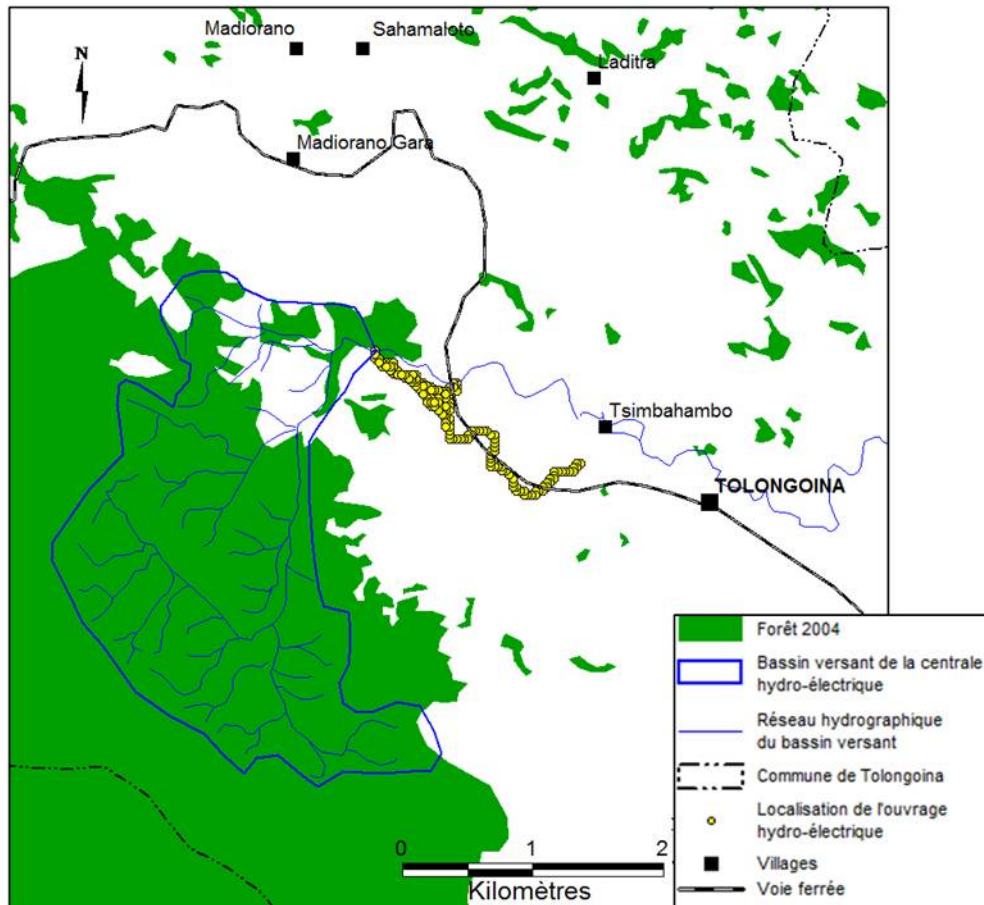 Madiorano
Sahamaloto
N
Laditra
Madiorano Gara
Tsimbahambo
TOLONGOINA
Forêt 2004
Bassin versant de la centrale
hydro-électrique
Réseau hydrographique
du bassin versant
Commune de Tolongoina
Localisation de l'ouvrage
hydro-électrique
Villages
Voie ferrée
0 1 2
Kilomètres